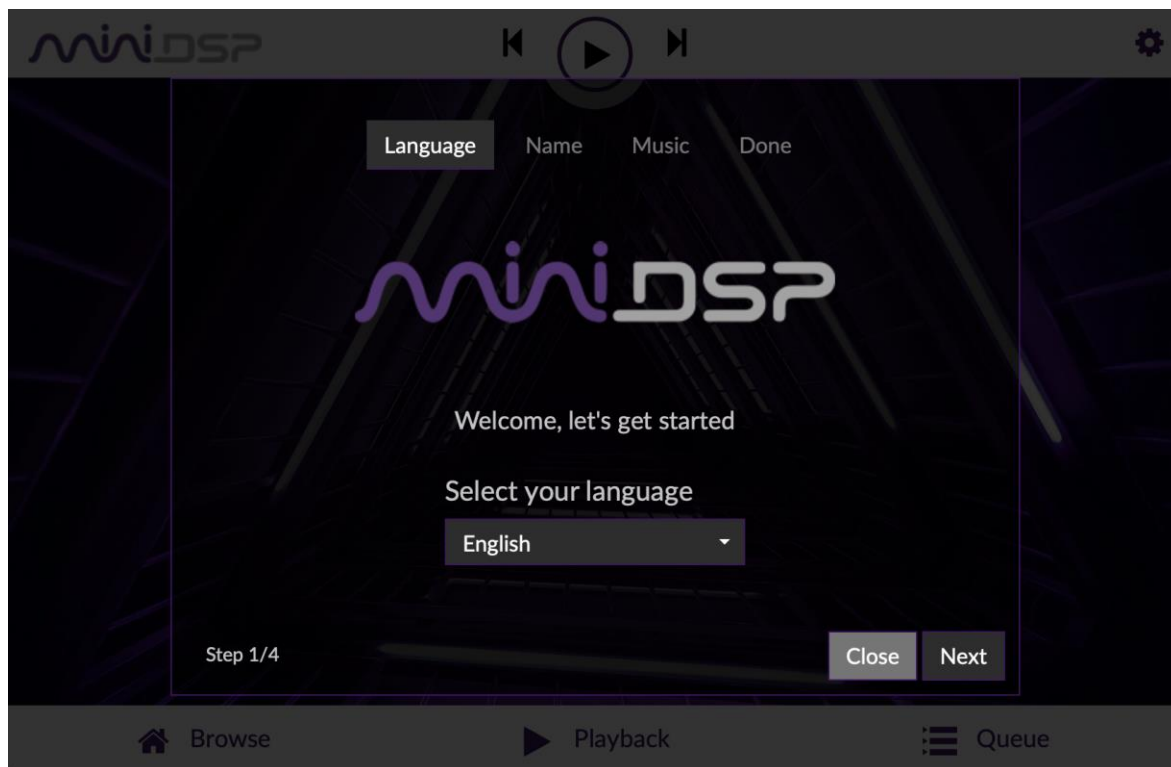 miniDSP
Language Name Music Done
miniDSP
Welcome, let's get started
Select your language
English
Step 1/4
Close Next
Browse Playback Queue